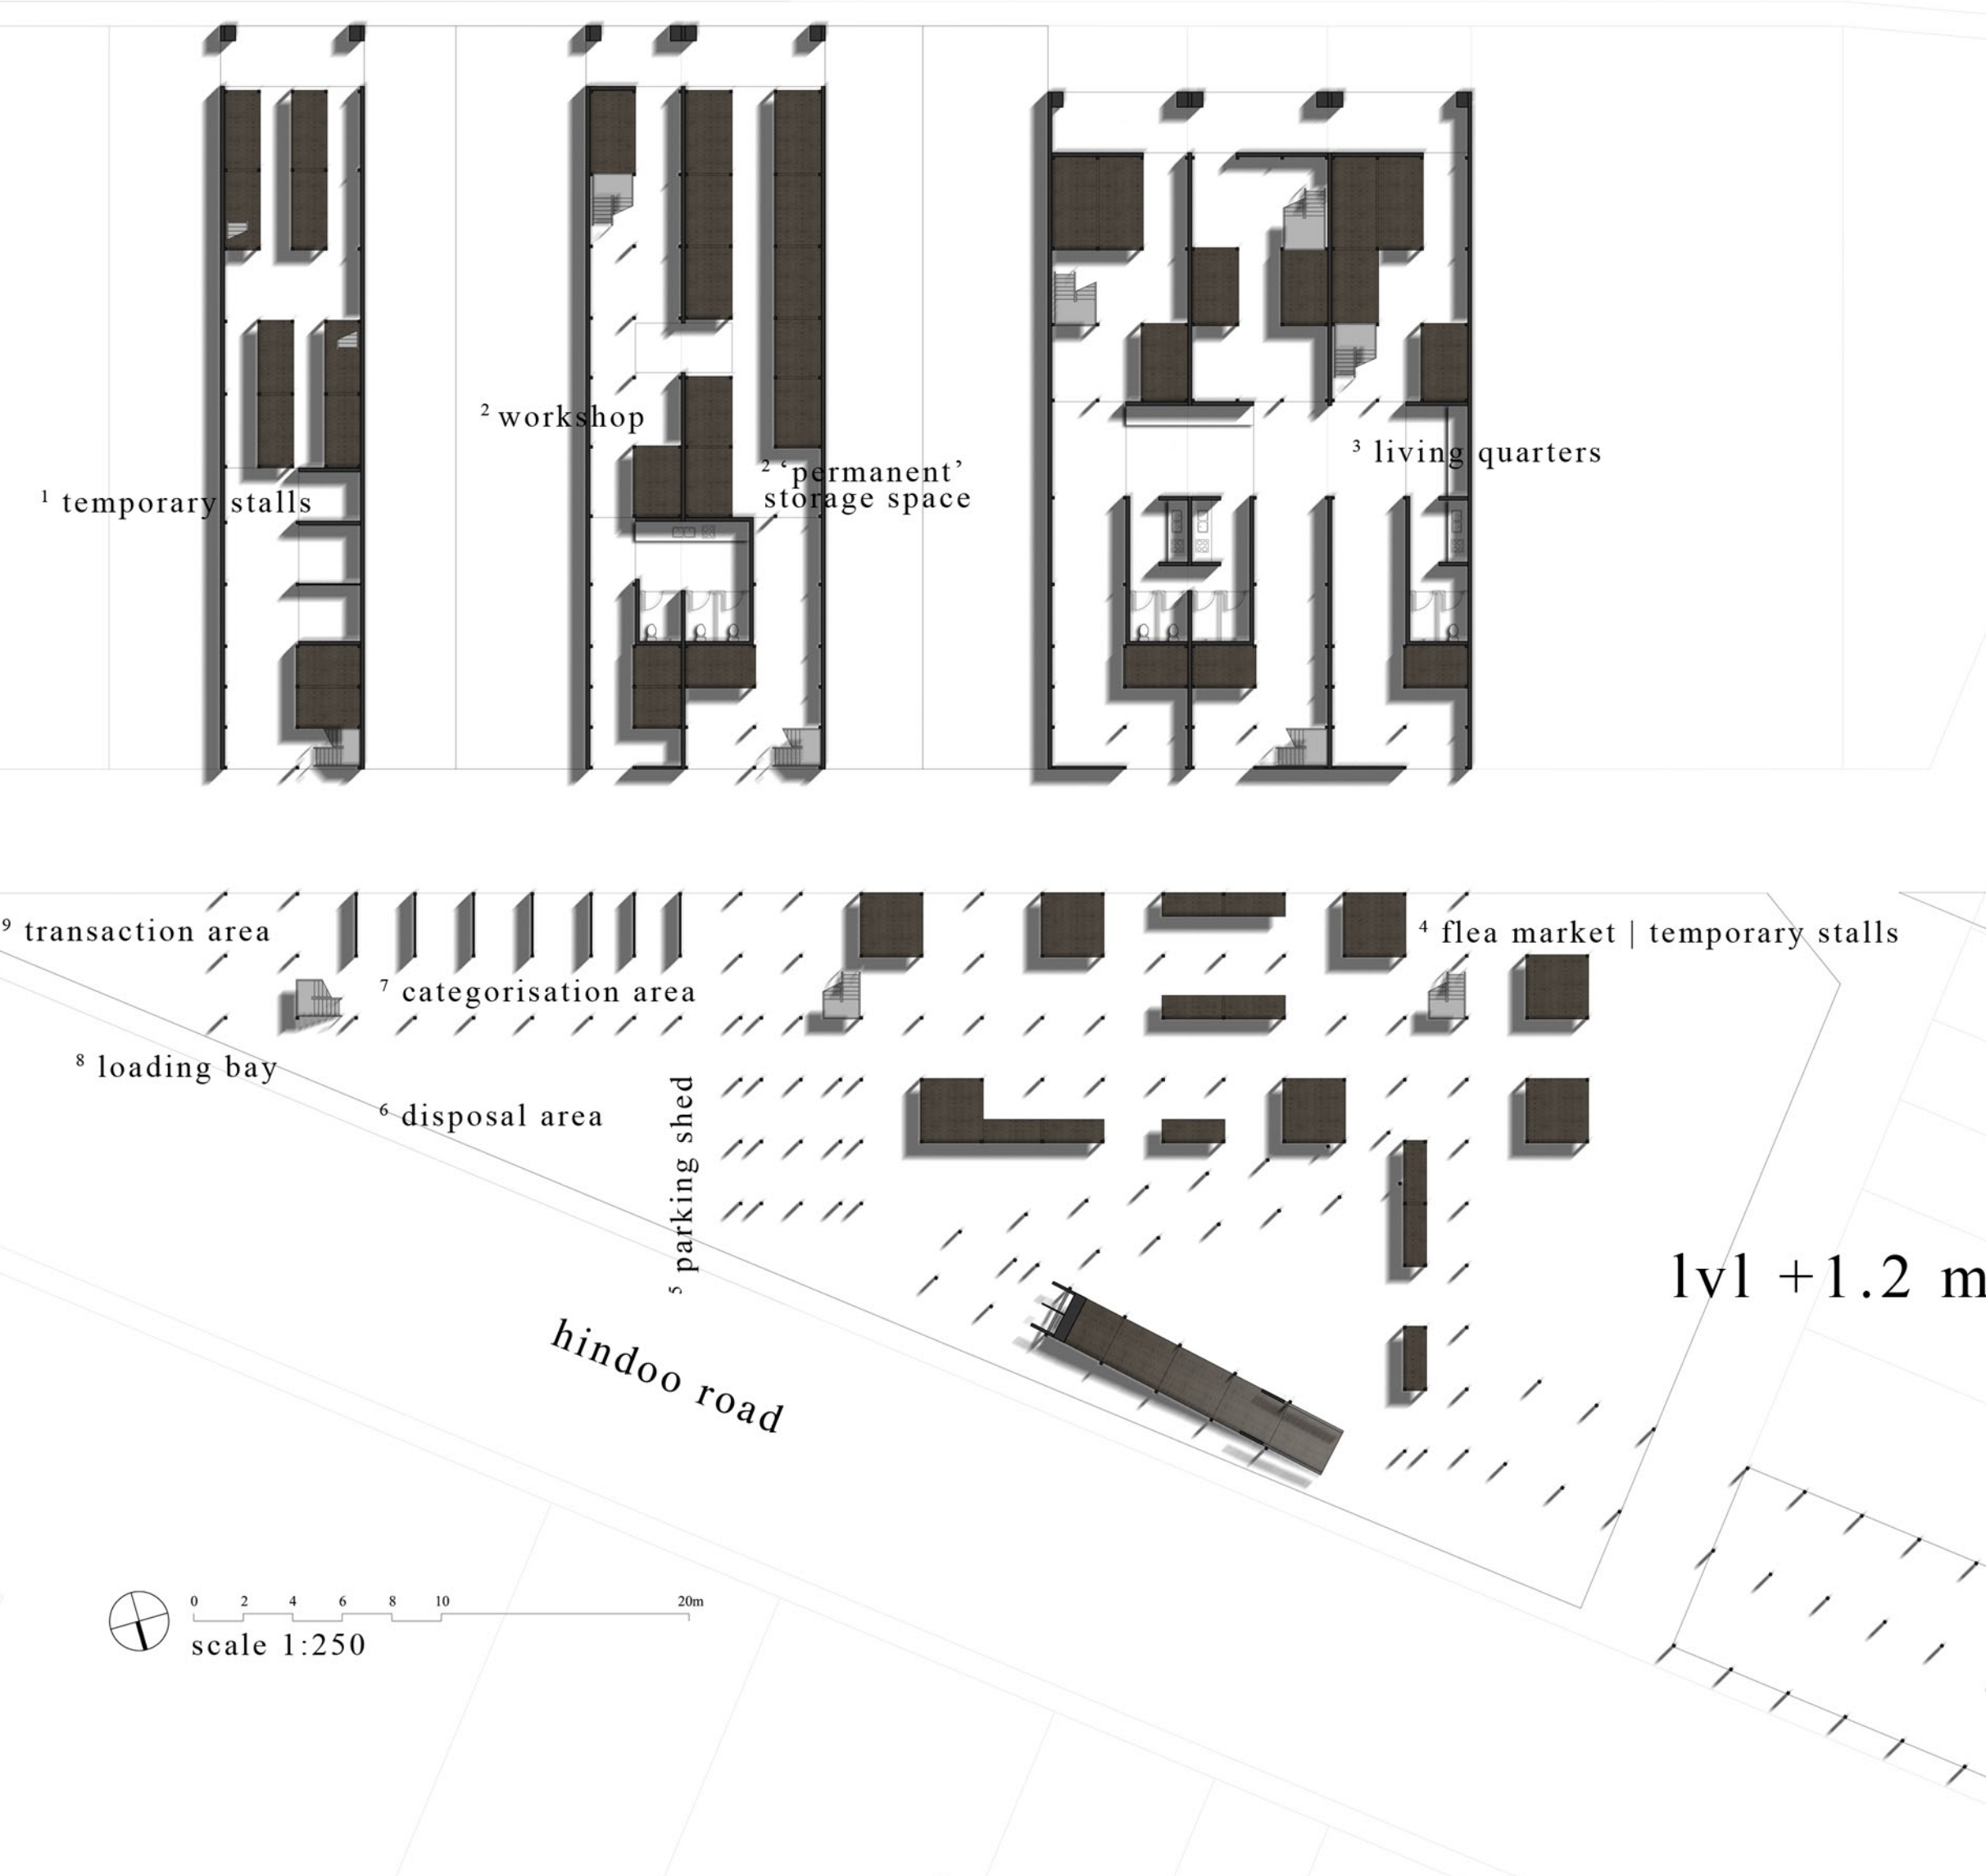 ² workshop
³ living quarters
² ‘permanent’
storage space
¹ temporary stalls
⁹ transaction area
⁴ flea market | temporary stalls
⁷ categorisation area
⁸ loading bay
⁶ disposal area
⁵ parking shed
lvl +1.2 m
hindoo road
0 2 4 6 8 10 20m
scale 1:250